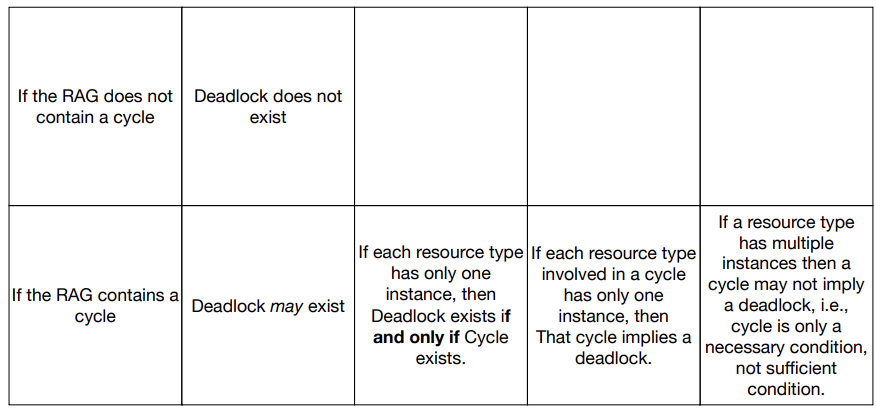 If the RAG does not
contain a cycle
Deadlock does not
exist
If the RAG contains a
cycle
Deadlock may exist
If each resource type
has only one
instance, then
Deadlock exists if
and only if Cycle
exists.
If each resource type
involved in a cycle
has only one
instance, then
That cycle implies a
deadlock.
If a resource type
has multiple
instances then a
cycle may not imply
a deadlock, i.e.,
cycle is only a
necessary condition,
not sufficient
condition.